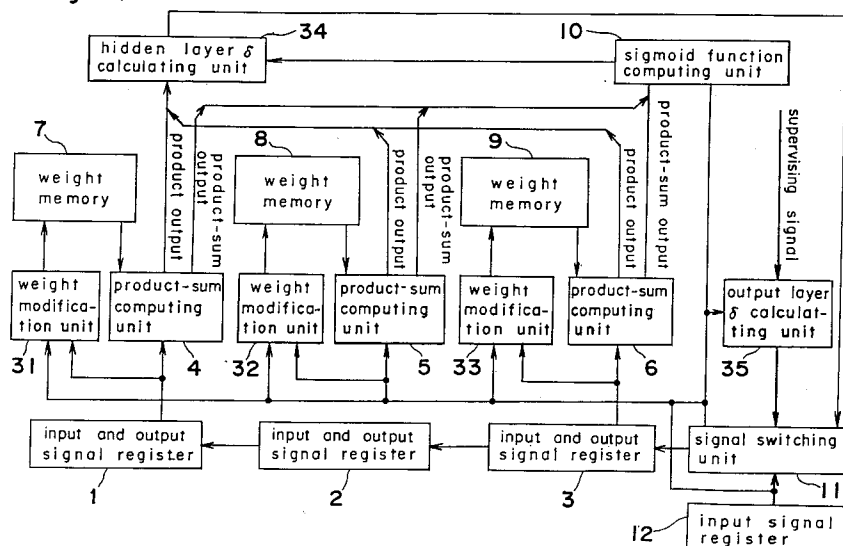 34
hidden layer δ
calculating unit
10
sigmoid function
computing unit
7
weight
memory
product output
product-sum
output
8
weight
memory
product output
product-sum
output
9
weight
memory
product output
product-sum output
supervising signal
weight
modifica-
tion unit
31
product-sum
computing
unit
4
weight
modifica-
tion unit
32
product-sum
computing
unit
5
weight
modifica-
tion unit
33
product-sum
computing
unit
6
output layer
δ calculat-
ing unit
35
input and output
signal register
1
input and output
signal register
2
input and output
signal register
3
signal switching
unit
11
12
input signal
register